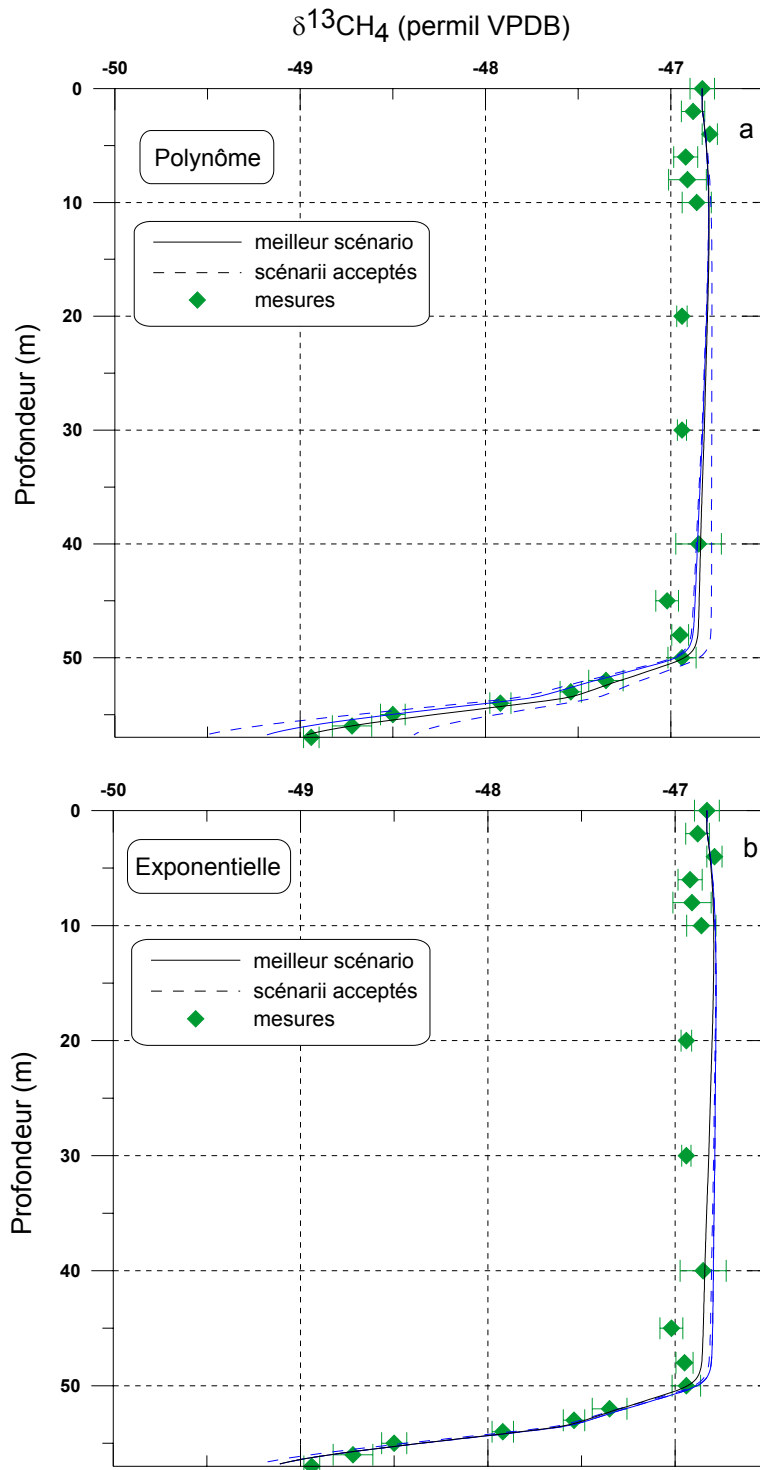 δ13CH4 (permil VPDB)
-50 -49 -48 -47
0
10
20
30
40
50
Profondeur (m)
a
Polynôme
meilleur scénario
scénarii acceptés
mesures
-50 -49 -48 -47
0
10
20
30
40
50
Profondeur (m)
b
Exponentielle
meilleur scénario
scénarii acceptés
mesures